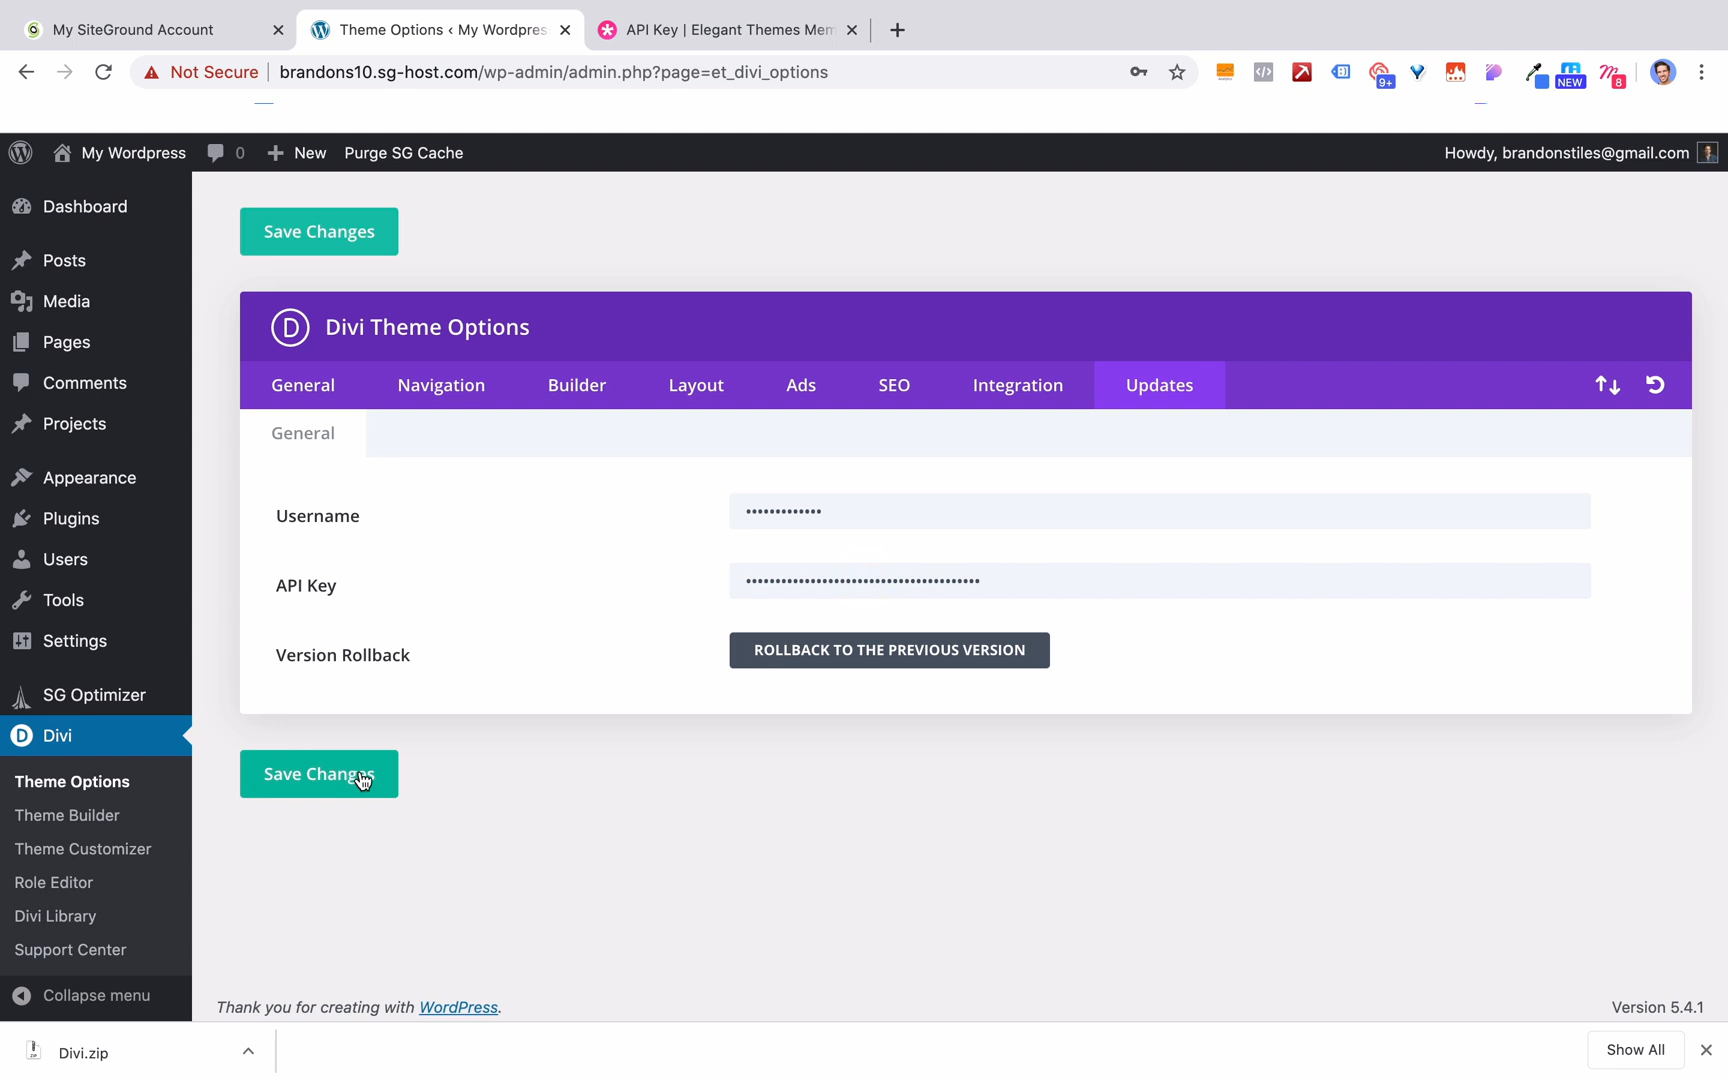 My SiteGround Account
Theme Options ‹ My Wordpres
API Key | Elegant Themes Mem
Not Secure
brandons10.sg-host.com/wp-admin/admin.php?page=et_divi_options
9+
NEW
8
My Wordpress
0
New
Purge SG Cache
Howdy, brandonstiles@gmail.com
Dashboard
Posts
Media
Pages
Comments
Projects
Appearance
Plugins
Users
Tools
Settings
SG Optimizer
D
Divi
Theme Options
Theme Builder
Theme Customizer
Role Editor
Divi Library
Support Center
Collapse menu
Save Changes
D
Divi Theme Options
General
Navigation
Builder
Layout
Ads
SEO
Integration
Updates
General
Username
•••••••••••••
API Key
••••••••••••••••••••••••••••••••••••••••
Version Rollback
ROLLBACK TO THE PREVIOUS VERSION
Save Changes
Thank you for creating with WordPress.
Version 5.4.1
Divi.zip
Show All